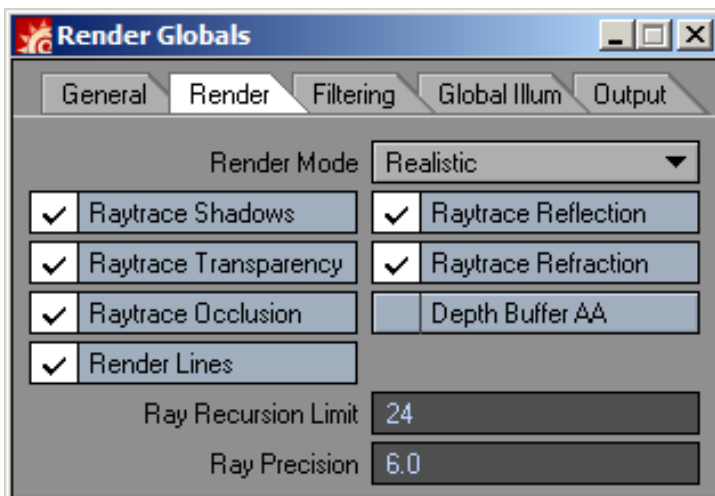 Render Globals
General Render Filtering Global Illum Output
Render Mode Realistic
Raytrace Shadows Raytrace Reflection
Raytrace Transparency Raytrace Refraction
Raytrace Occlusion Depth Buffer AA
Render Lines
Ray Recursion Limit 24
Ray Precision 6.0